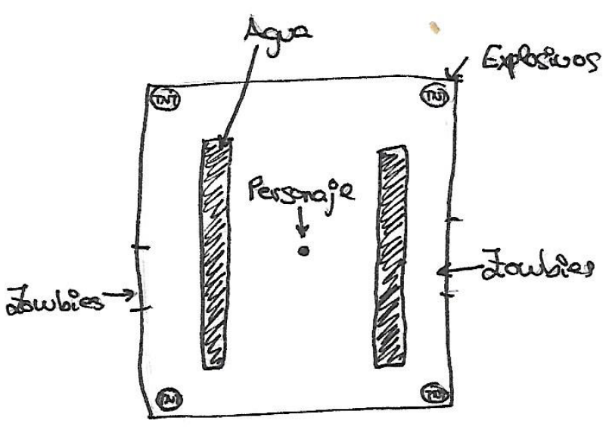 Agua
Explosivos
TNT
TNT
Personaje
Zombies
Zombies
TNT
TNT